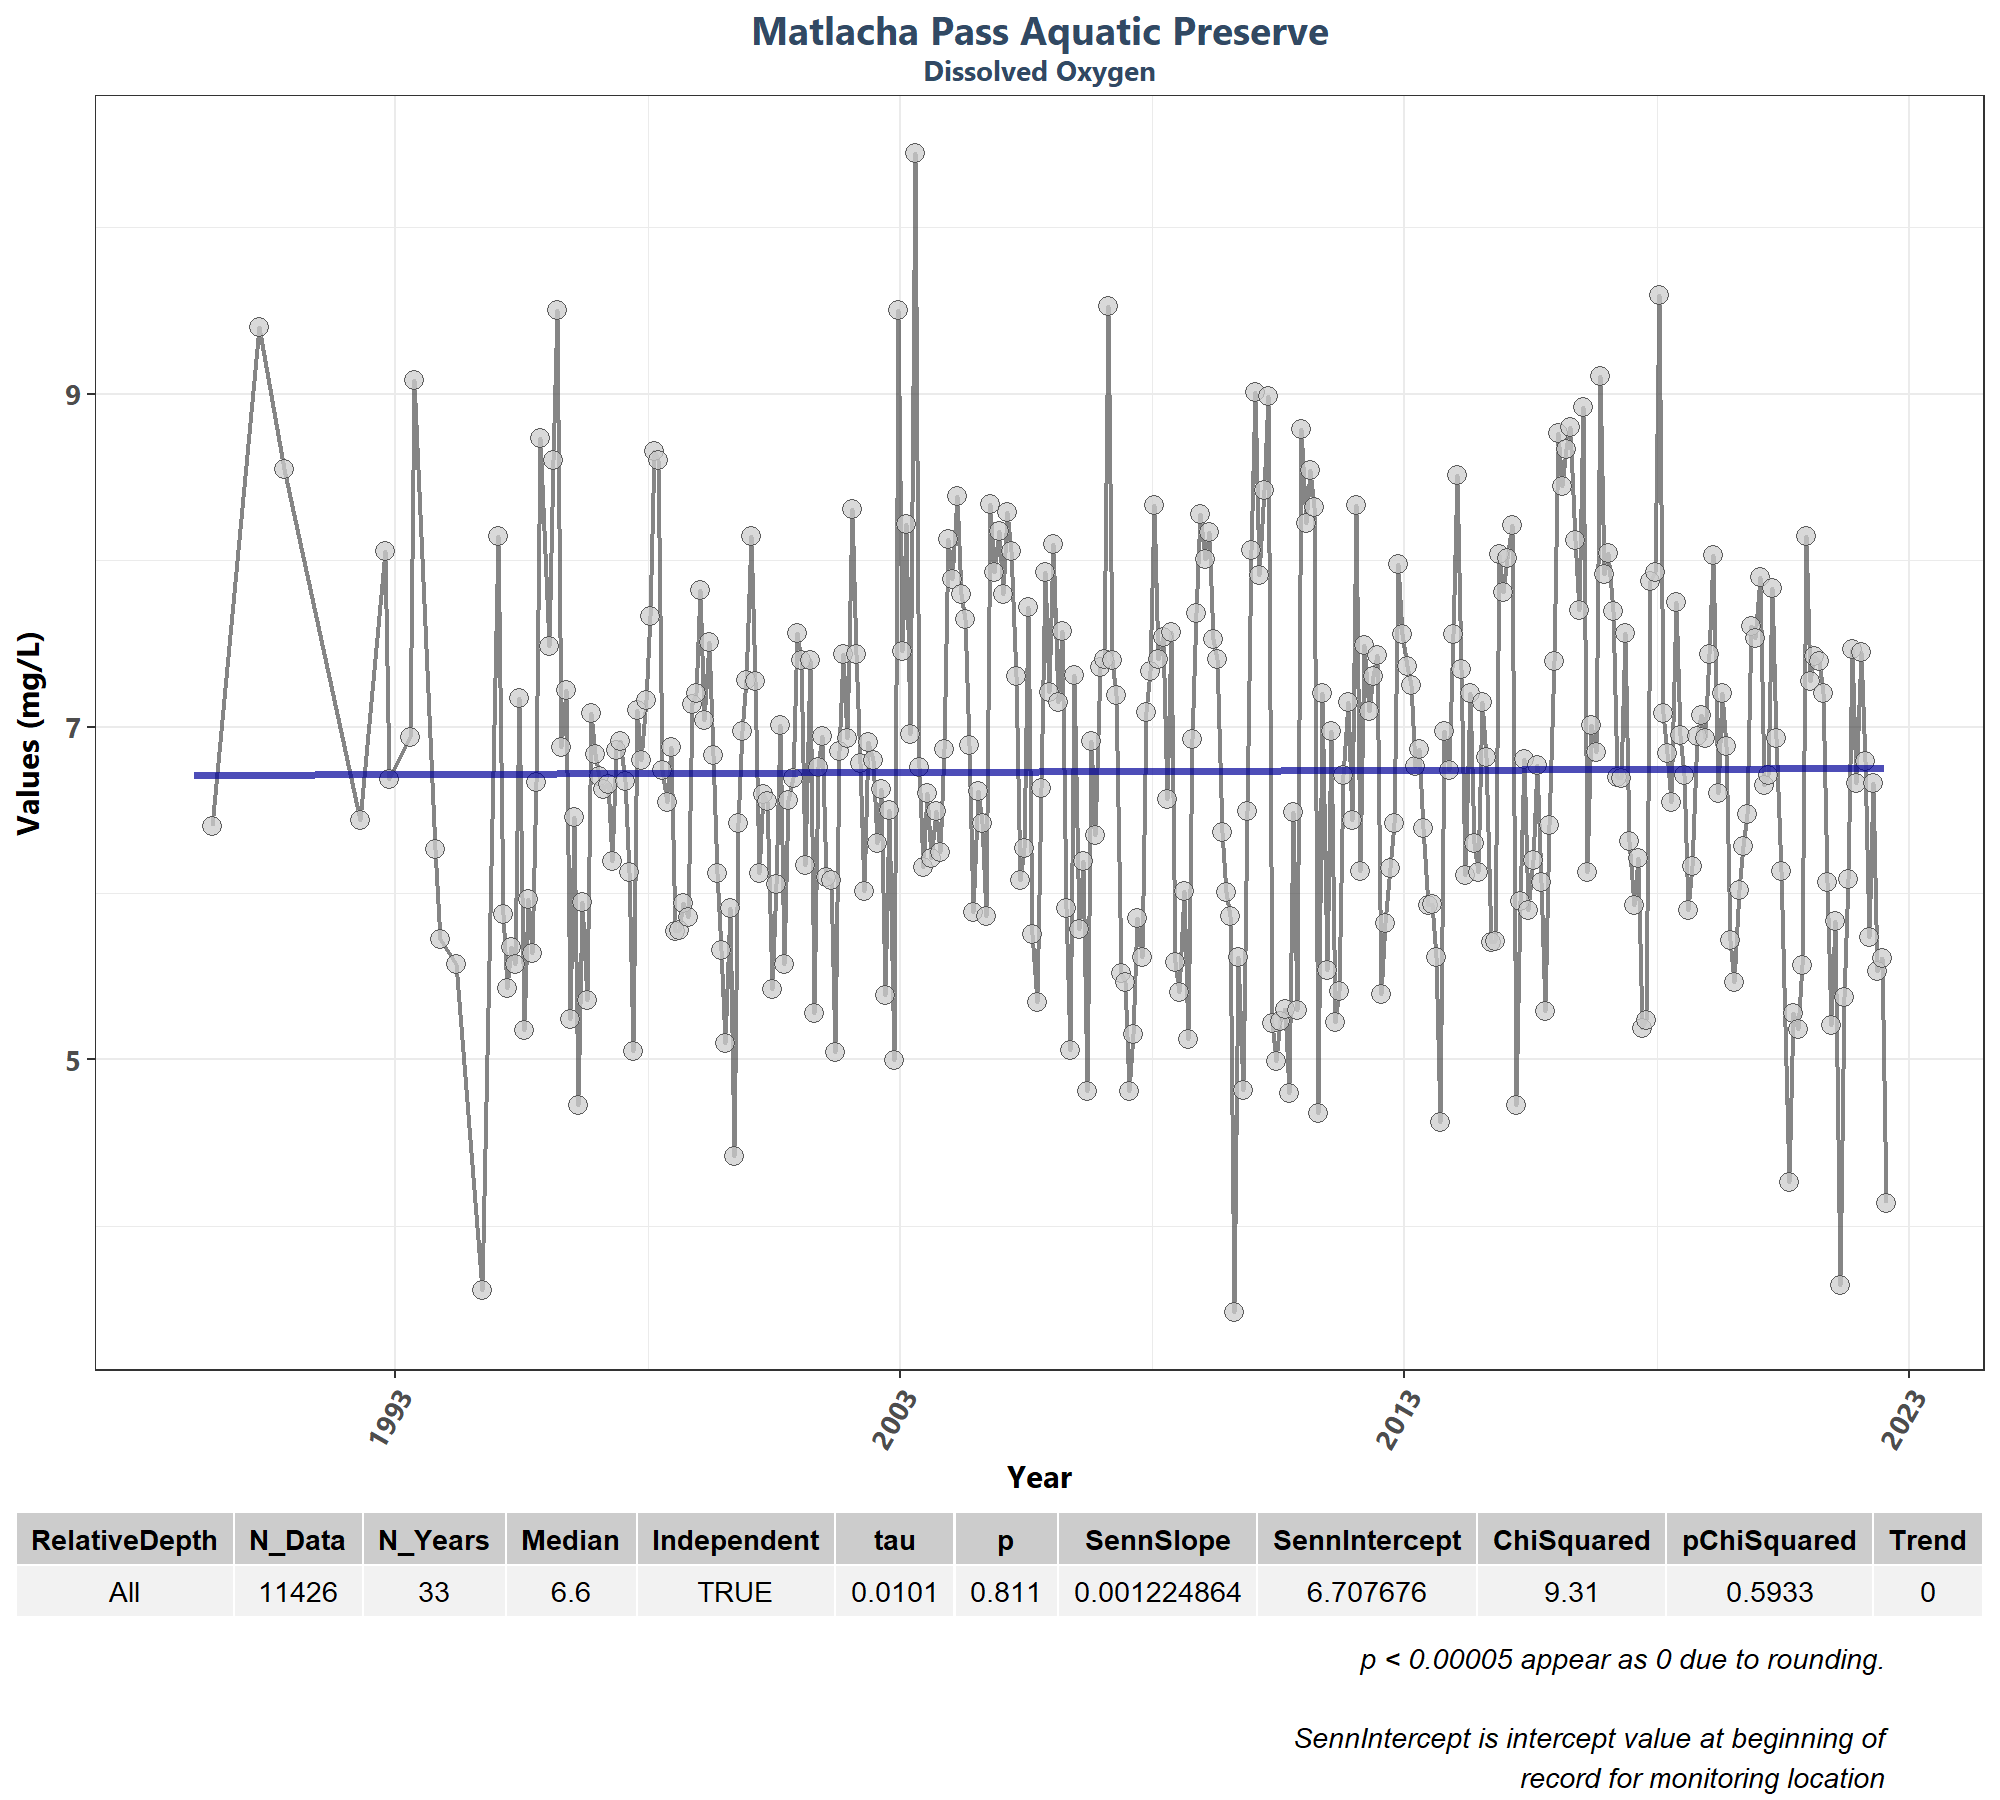 Matlacha Pass Aquatic Preserve
Dissolved Oxygen
Values (mg/L)
9
7
5
1993 2003 2013 2023
Year
RelativeDepth N_Data N_Years Median Independent tau p SennSlope SennIntercept ChiSquared pChiSquared Trend
All 11426 33 6.6 TRUE 0.0101 0.811 0.001224864 6.707676 9.31 0.5933 0
p < 0.00005 appear as 0 due to rounding.
SennIntercept is intercept value at beginning of
record for monitoring location